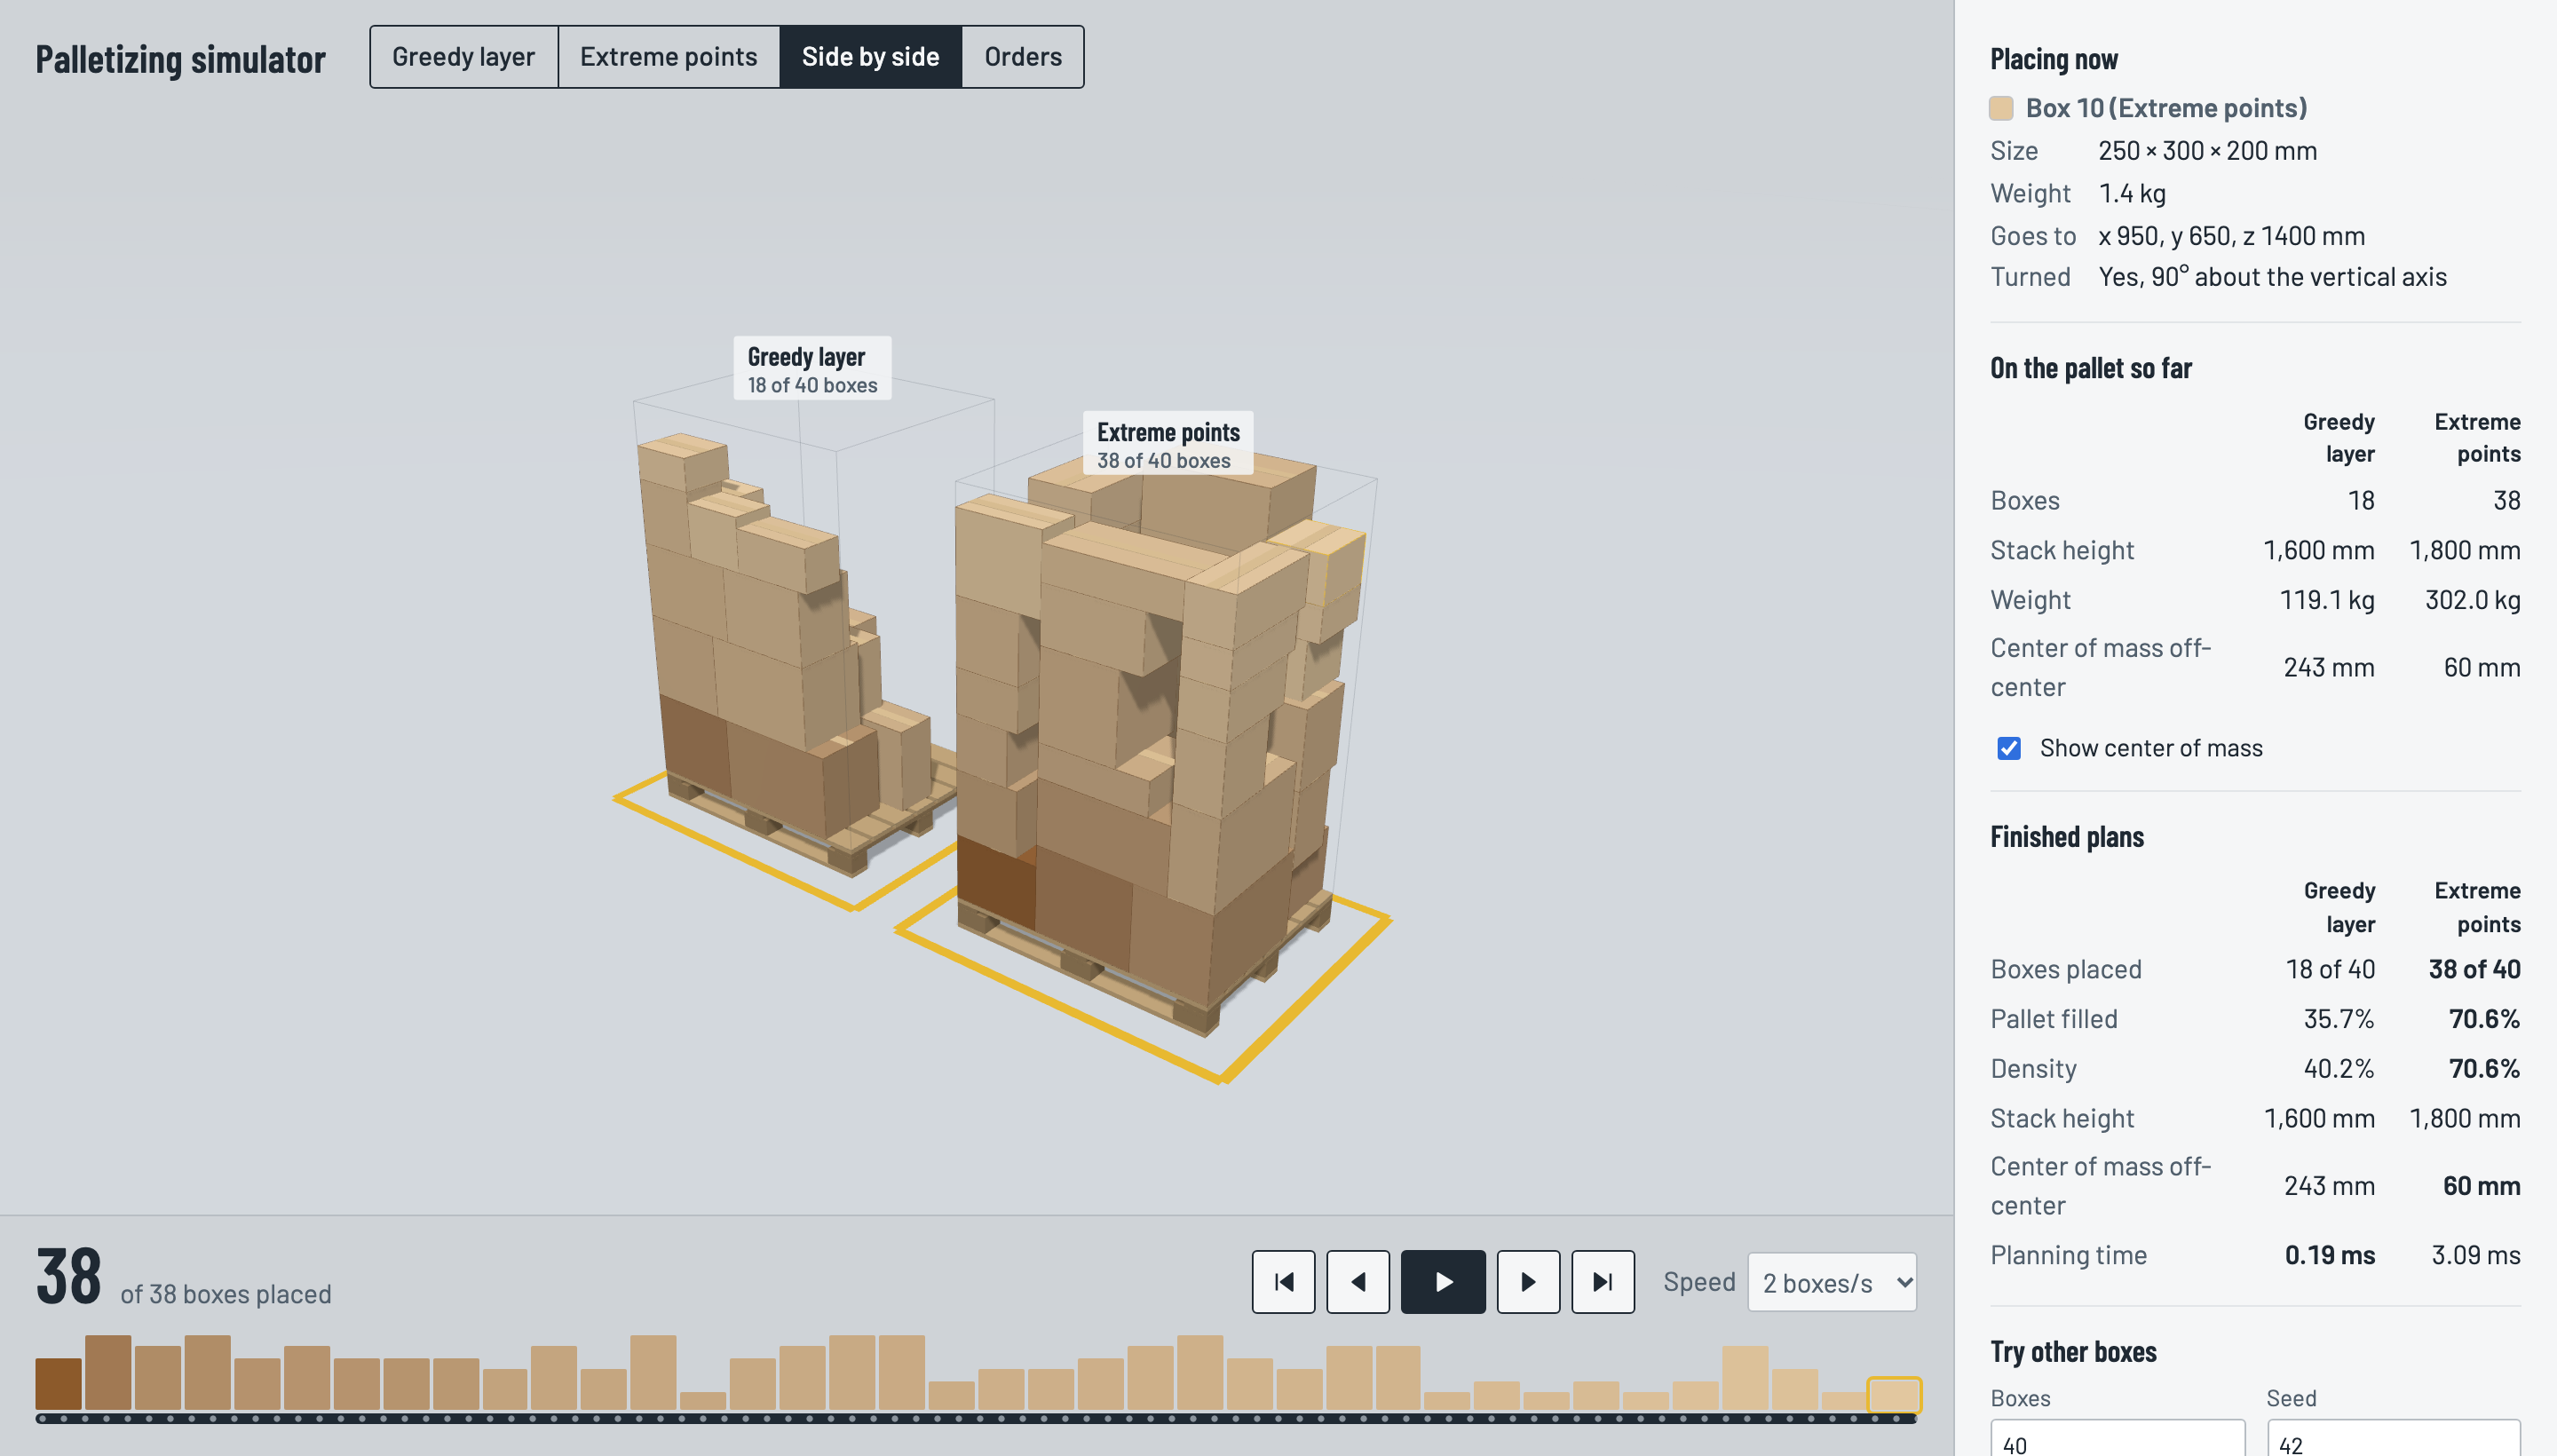 Palletizing simulator
Greedy layer
Extreme points
Side by side
Orders
Greedy layer
18 of 40 boxes
Extreme points
38 of 40 boxes
38 of 38 boxes placed
Speed
2 boxes/s
Placing now
Box 10 (Extreme points)
Size 250 × 300 × 200 mm
Weight 1.4 kg
Goes to x 950, y 650, z 1400 mm
Turned Yes, 90° about the vertical axis
On the pallet so far
Greedy layer Extreme points
Boxes 18 38
Stack height 1,600 mm 1,800 mm
Weight 119.1 kg 302.0 kg
Center of mass off-center 243 mm 60 mm
Show center of mass
Finished plans
Greedy layer Extreme points
Boxes placed 18 of 40 38 of 40
Pallet filled 35.7% 70.6%
Density 40.2% 70.6%
Stack height 1,600 mm 1,800 mm
Center of mass off-center 243 mm 60 mm
Planning time 0.19 ms 3.09 ms
Try other boxes
Boxes Seed
40 42